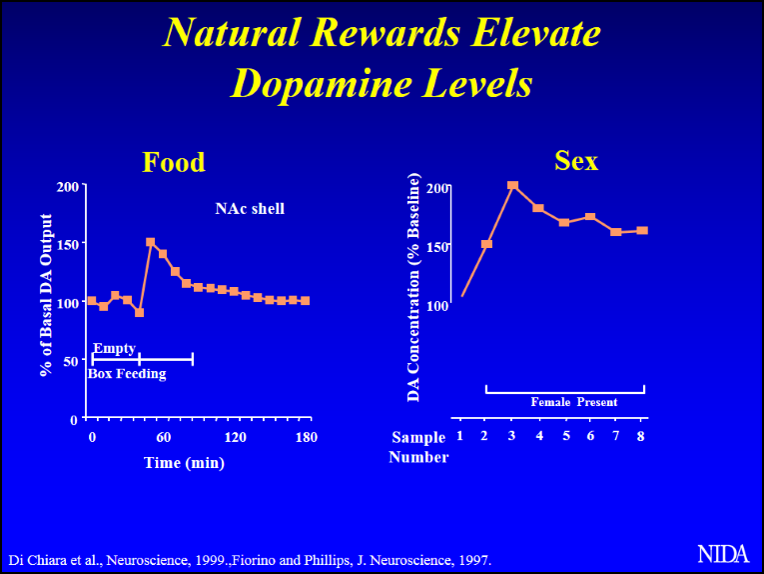 Natural Rewards Elevate
Dopamine Levels
Food
200
150
100
50
0
% of Basal DA Output
NAc shell
Empty
Box Feeding
0 60 120 180
Time (min)
Sex
200
150
100
DA Concentration (% Baseline)
Female Present
Sample
Number
1 2 3 4 5 6 7 8
Di Chiara et al., Neuroscience, 1999.,Fiorino and Phillips, J. Neuroscience, 1997.
NIDA